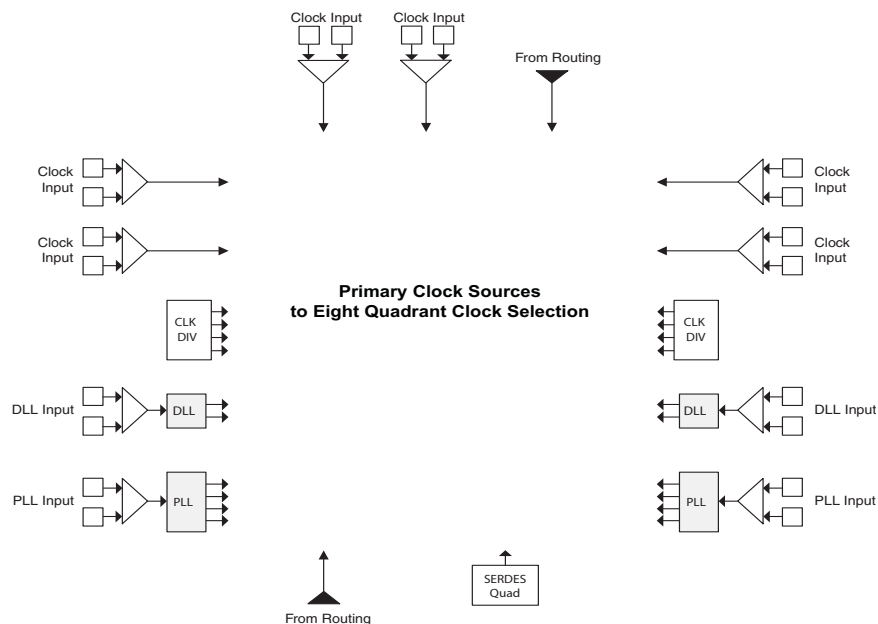 Clock Input
Clock Input
From Routing
Clock
Input
Clock
Input
Clock
Input
Clock
Input
Primary Clock Sources
to Eight Quadrant Clock Selection
CLK
DIV
CLK
DIV
DLL Input
DLL
DLL
DLL Input
PLL Input
PLL
PLL
PLL Input
SERDES
Quad
From Routing